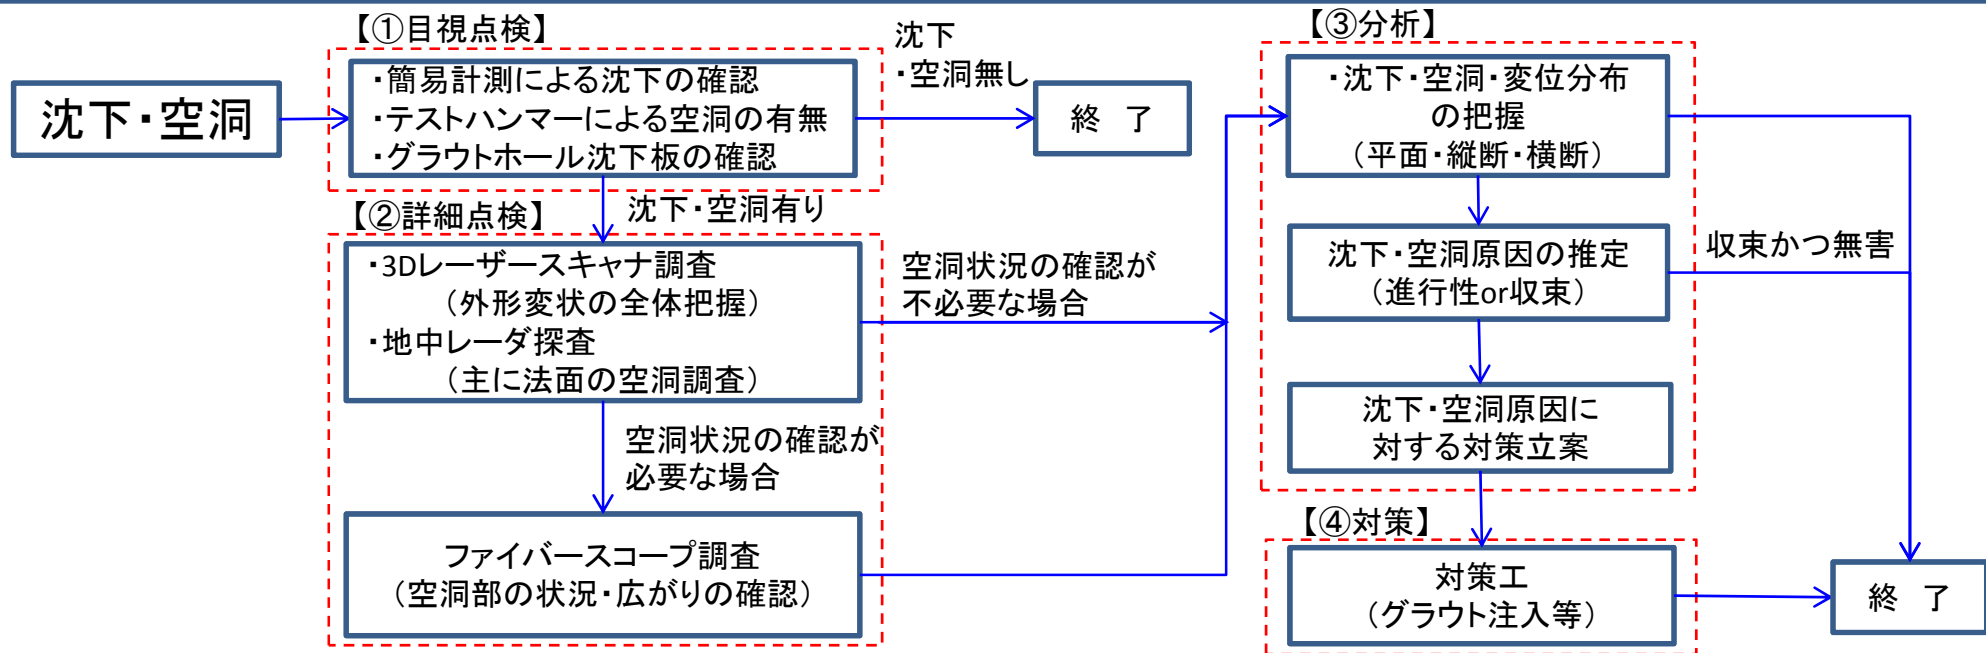 沈下・空洞
【①目視点検】
・簡易計測による沈下の確認
・テストハンマーによる空洞の有無
・グラウトホール沈下板の確認
沈下
・空洞無し
終 了
沈下・空洞有り
【②詳細点検】
・3Dレーザースキャナ調査
（外形変状の全体把握）
・地中レーダ探査
（主に法面の空洞調査）
空洞状況の確認が
不必要な場合
空洞状況の確認が
必要な場合
ファイバースコープ調査
（空洞部の状況・広がりの確認）
【③分析】
・沈下・空洞・変位分布
の把握
（平面・縦断・横断）
沈下・空洞原因の推定
（進行性or収束）
収束かつ無害
沈下・空洞原因に
対する対策立案
【④対策】
対策工
（グラウト注入等）
終 了